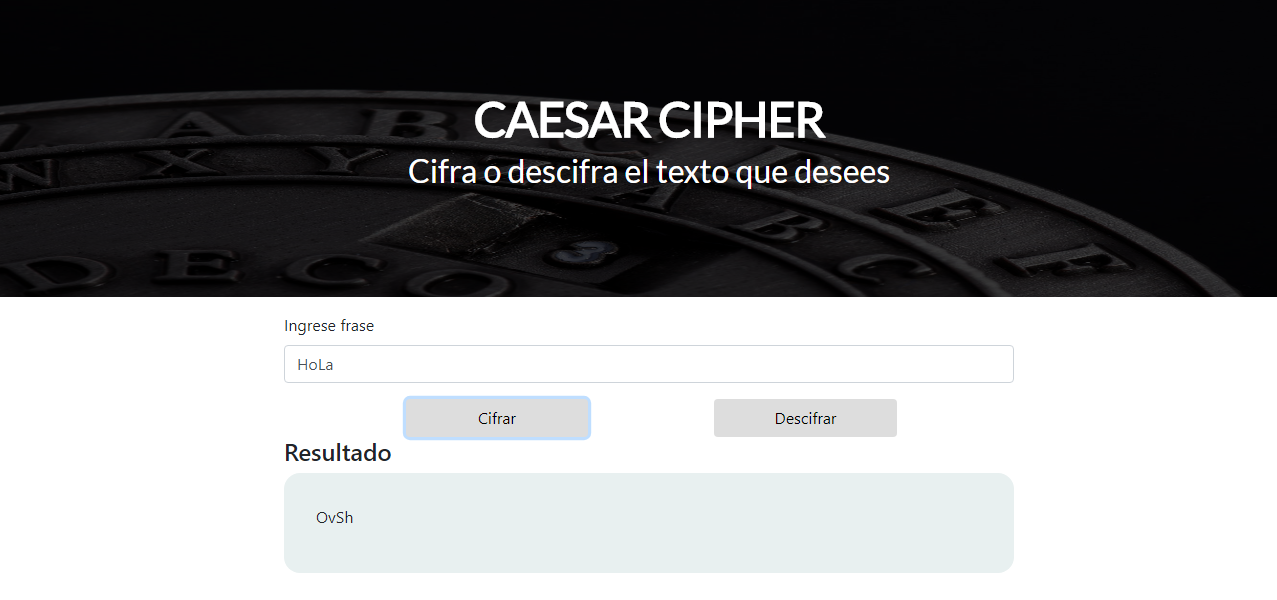 CAESAR CIPHER
Cifra o descifra el texto que desees
A B C D E F
W X Y Z A B C
D E C O
Ingrese frase
HoLa
Cifrar Descifrar
Resultado
OvSh